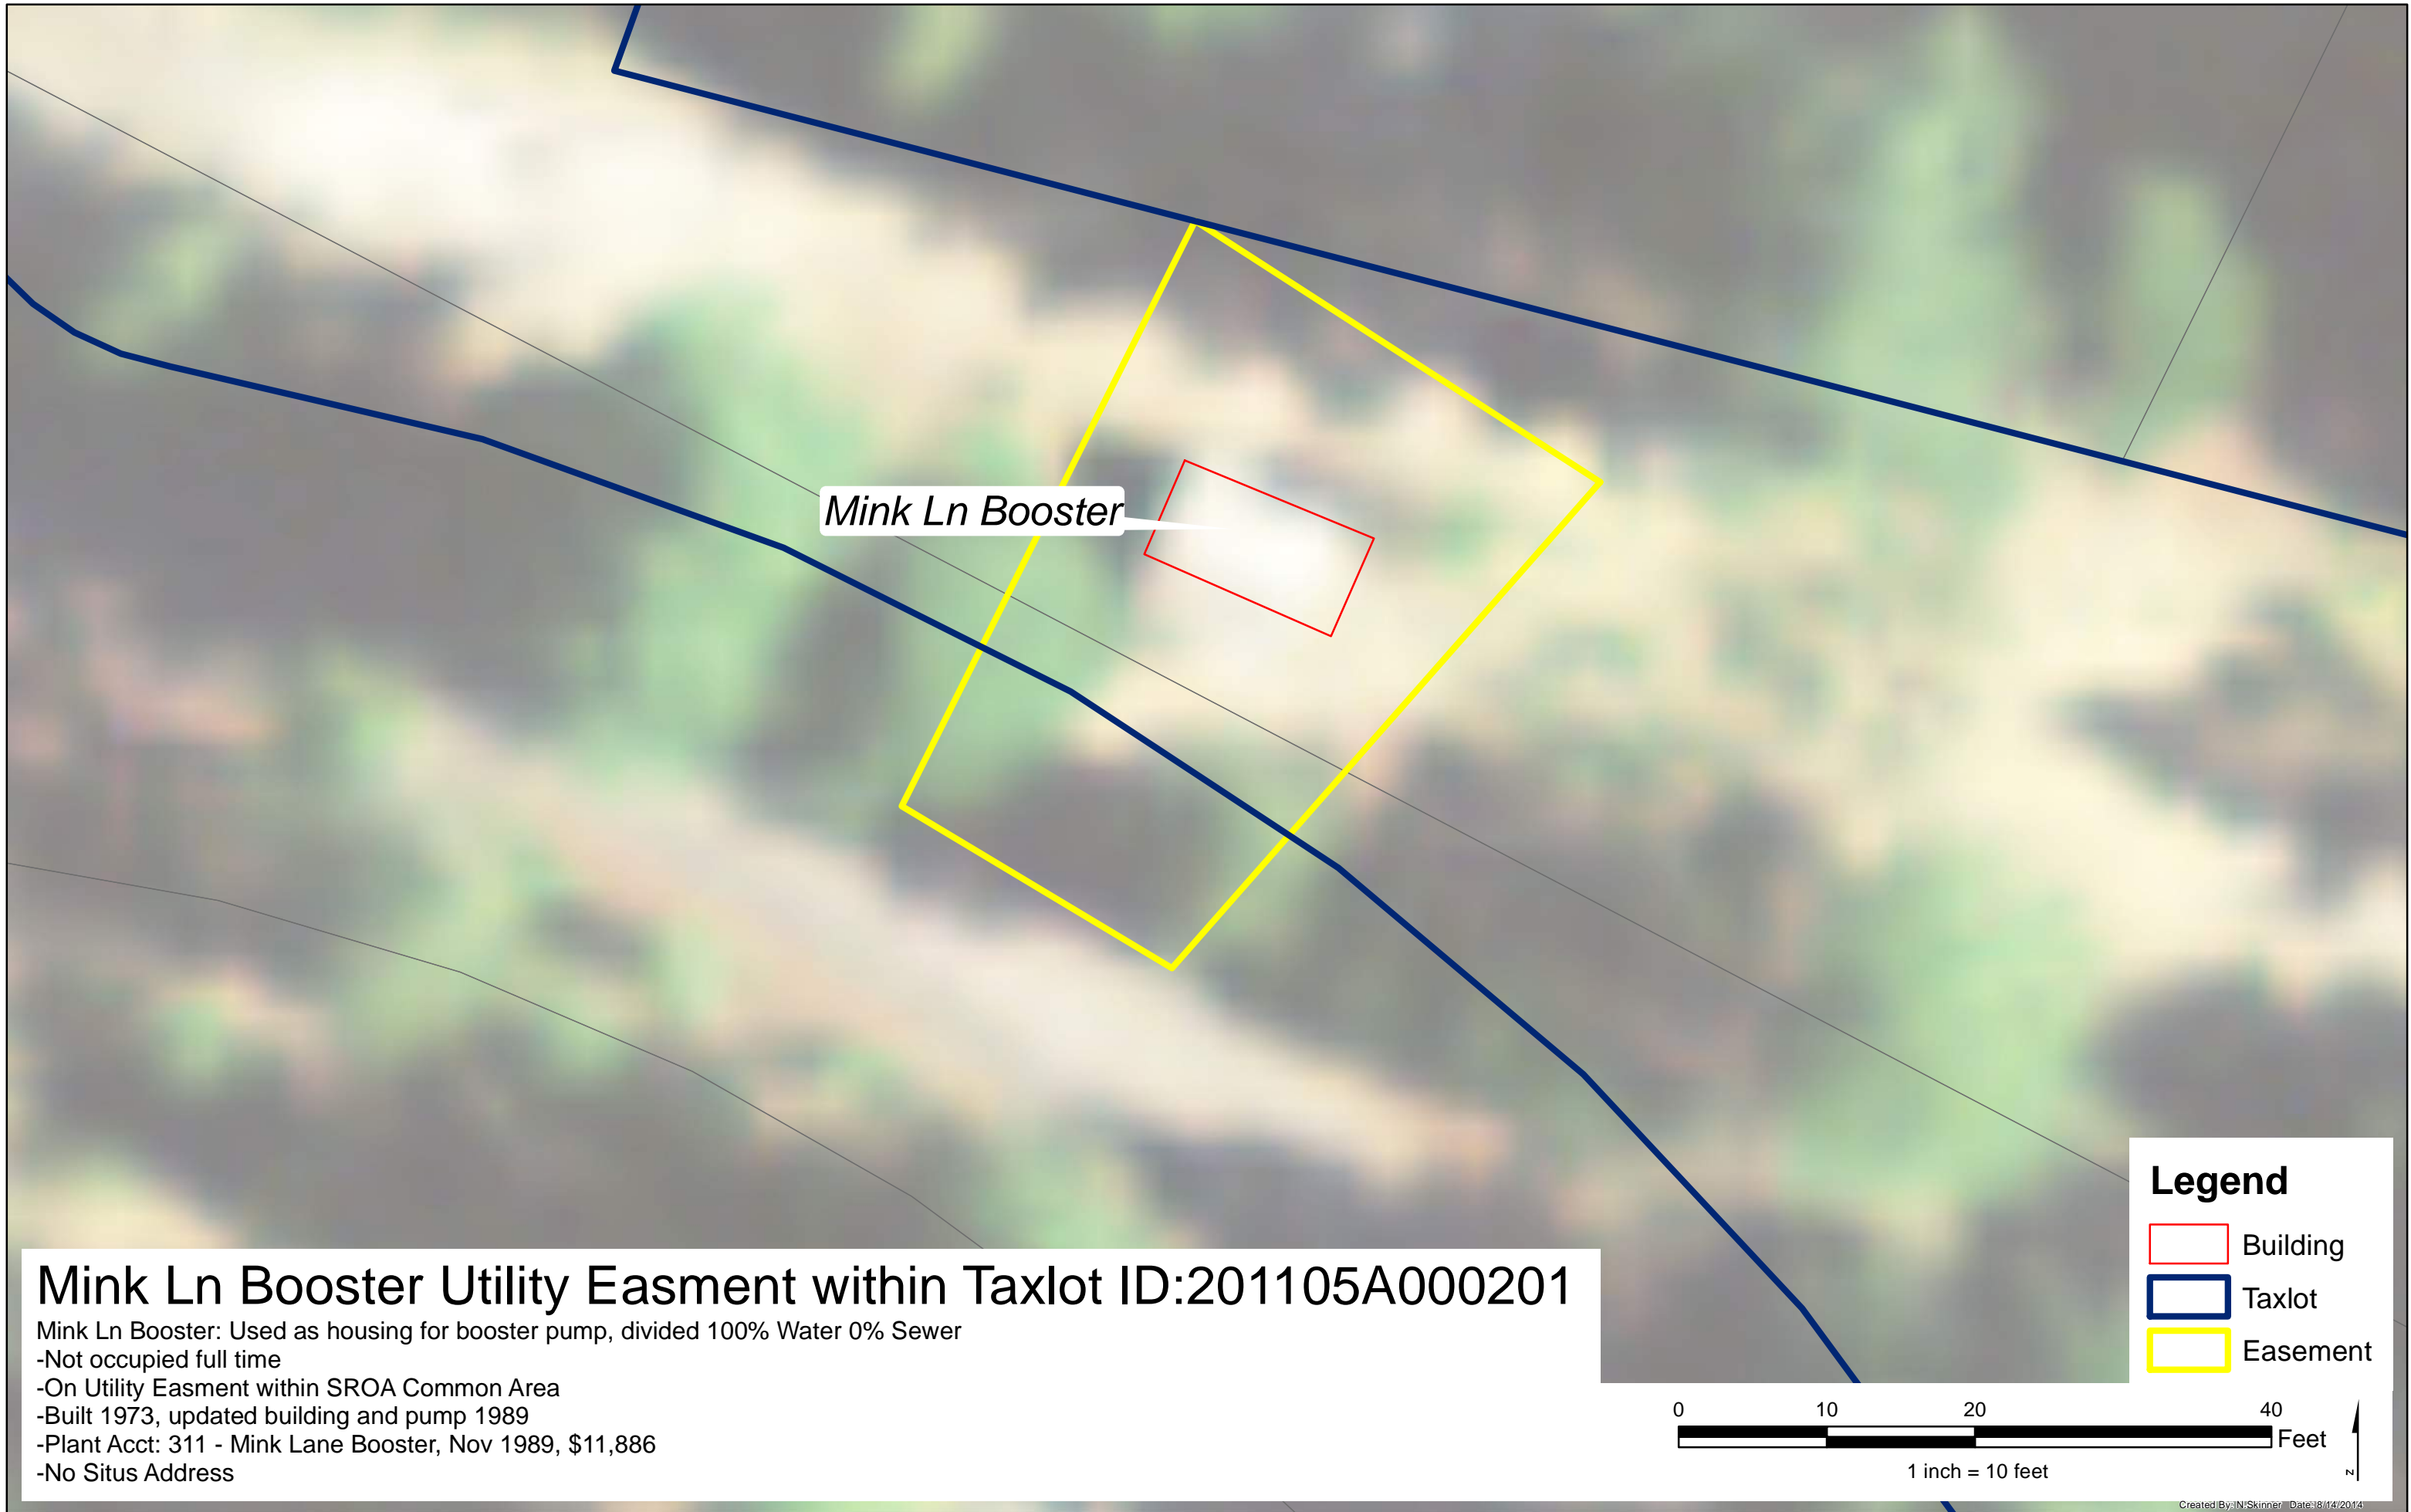 Mink Ln Booster
Legend
Building
Taxlot
Easement
Mink Ln Booster Utility Easment within Taxlot ID:201105A000201
Mink Ln Booster: Used as housing for booster pump, divided 100% Water 0% Sewer
-Not occupied full time
-On Utility Easment within SROA Common Area
-Built 1973, updated building and pump 1989
-Plant Acct: 311 - Mink Lane Booster, Nov 1989, $11,886
-No Situs Address
0 10 20 40
Feet
1 inch = 10 feet
N
Created By: N.Skinner Date: 8/14/2014